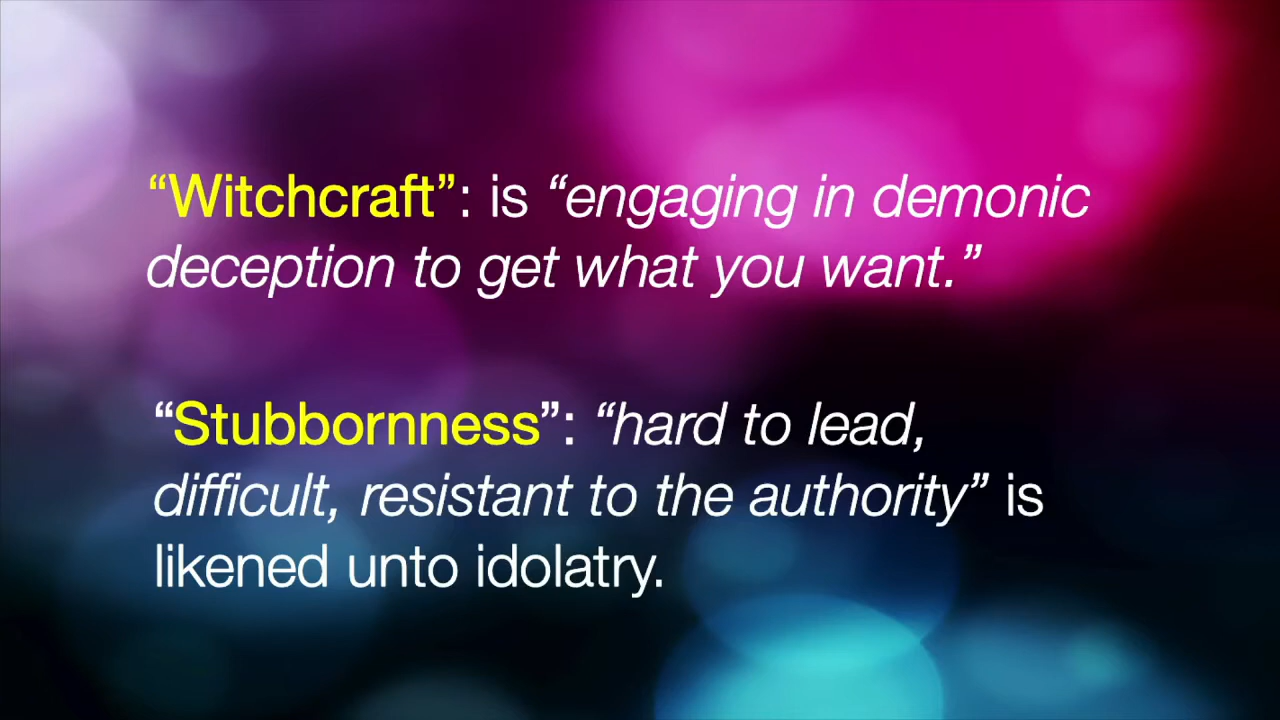 “Witchcraft”: is “engaging in demonic
deception to get what you want.”
“Stubbornness”: “hard to lead,
difficult, resistant to the authority” is
likened unto idolatry.